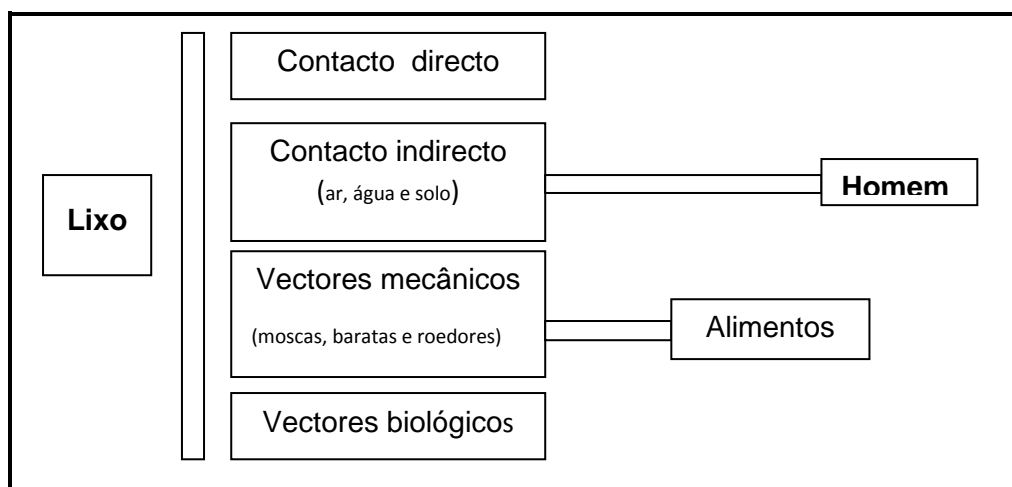 Contacto directo
Contacto indirecto
(ar, água e solo)
Homem
Lixo
Vectores mecânicos
(moscas, baratas e roedores)
Alimentos
Vectores biológicos